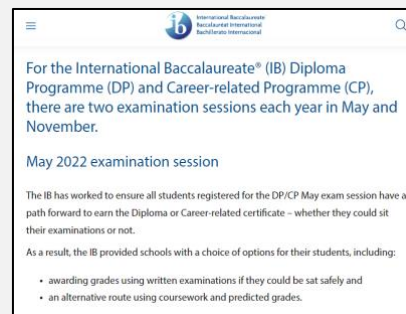 International Baccalaureate
Baccalauréat International
Bachillerato Internacional
For the International Baccalaureate® (IB) Diploma
Programme (DP) and Career-related Programme (CP),
there are two examination sessions each year in May and
November.
May 2022 examination session
The IB has worked to ensure all students registered for the DP/CP May exam session have a
path forward to earn the Diploma or Career-related certificate – whether they could sit
their examinations or not.
As a result, the IB provided schools with a choice of options for their students, including:
• awarding grades using written examinations if they could be sat safely and
• an alternative route using coursework and predicted grades.